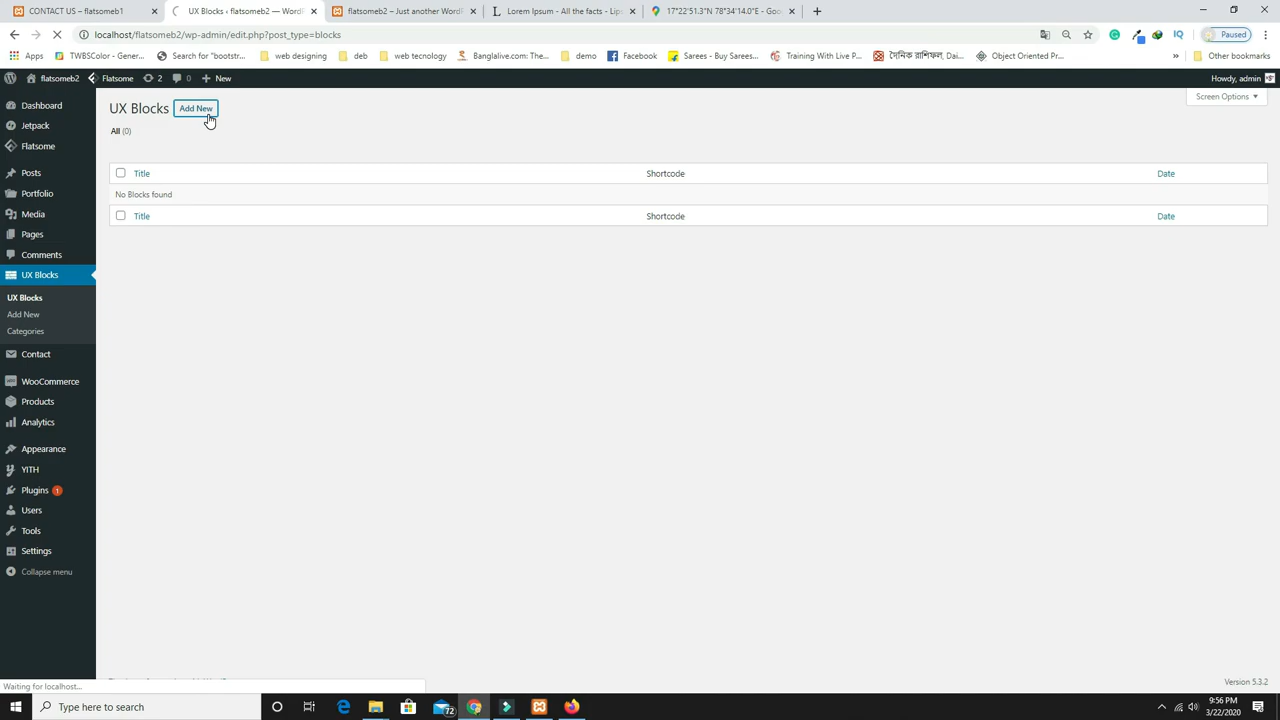 CONTACT US – flatsomeb1
UX Blocks ‹ flatsomeb2 — WordPr
flatsomeb2 – Just another WordP
Lorem Ipsum - All the facts - Lip
17°22'51.3"N 78°34'14.0"E - Goo
localhost/flatsomeb2/wp-admin/edit.php?post_type=blocks
Paused
Apps
TWBSColor - Gener...
Search for "bootstr...
web designing
deb
web tecnology
Banglalive.com: The...
demo
Facebook
Sarees – Buy Sarees...
Training With Live P...
দৈনিক রাশিফল, Dai...
Object Oriented Pr...
Other bookmarks
flatsomeb2
Flatsome
2
0
New
Howdy, admin
UX Blocks
Add New
Screen Options
All (0)
Title
Shortcode
Date
No Blocks found
Title
Shortcode
Date
Dashboard
Jetpack
Flatsome
Posts
Portfolio
Media
Pages
Comments
UX Blocks
UX Blocks
Add New
Categories
Contact
WooCommerce
Products
Analytics
Appearance
YITH
Plugins 1
Users
Tools
Settings
Collapse menu
Version 5.3.2
Waiting for localhost...
Type here to search
72
9:56 PM
3/22/2020